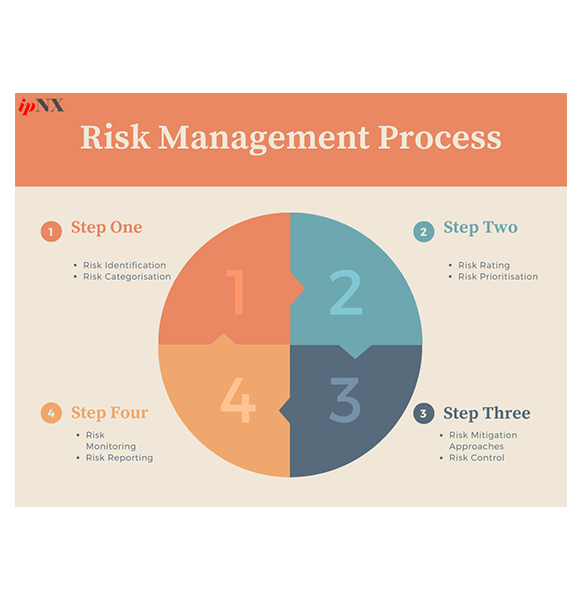 ipNX
Risk Management Process
1 Step One
• Risk Identification
• Risk Categorisation
2 Step Two
• Risk Rating
• Risk Prioritisation
1
2
4
3
4 Step Four
• Risk
Monitoring
• Risk Reporting
3 Step Three
• Risk Mitigation
Approaches
• Risk Control